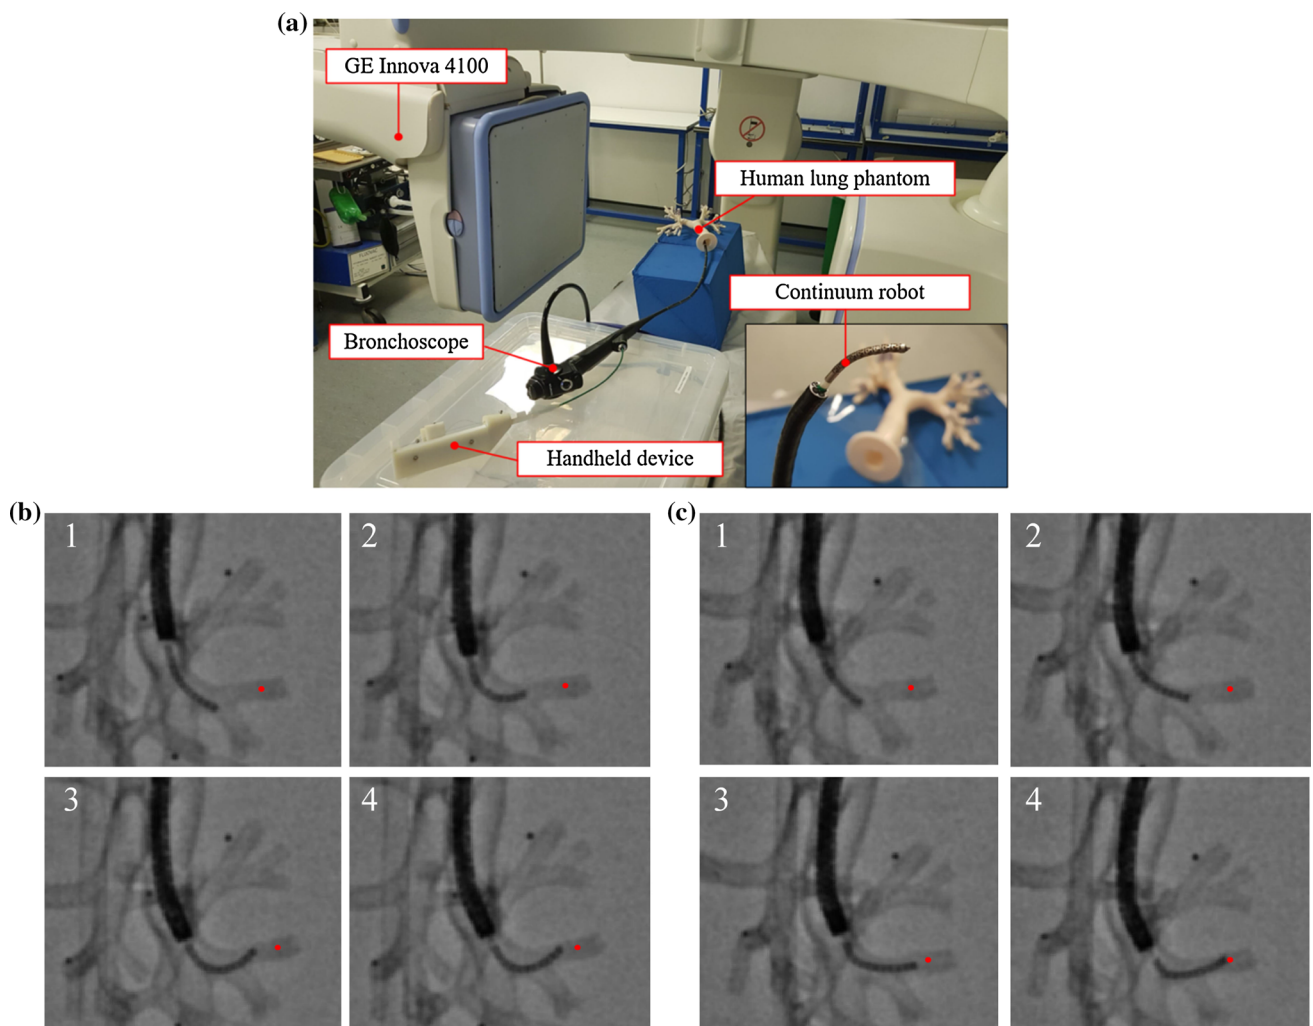 (a)
GE Innova 4100
Human lung phantom
Continuum robot
Bronchoscope
Handheld device
(b)
1
2
3
4
(c)
1
2
3
4